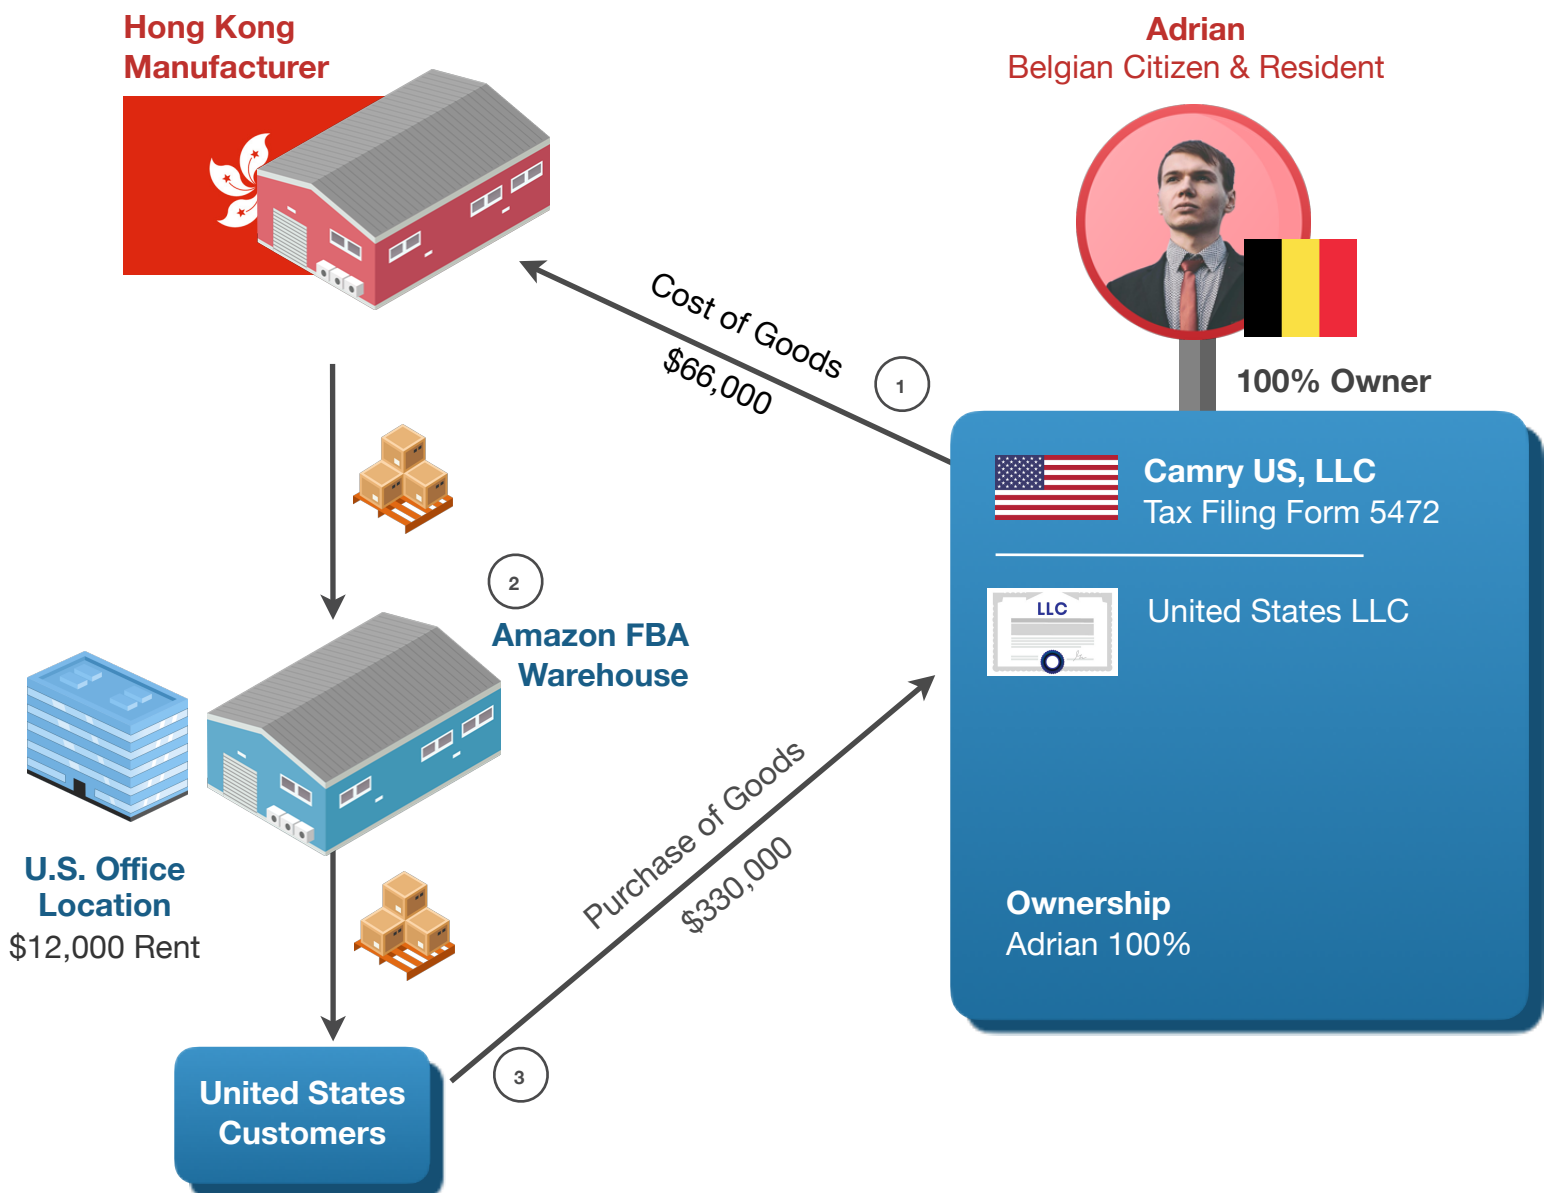 Hong Kong
Manufacturer
Adrian
Belgian Citizen & Resident
Cost of Goods
$66,000
1
100% Owner
Camry US, LLC
Tax Filing Form 5472
LLC
United States LLC
2
Amazon FBA
Warehouse
U.S. Office
Location
$12,000 Rent
Purchase of Goods
$330,000
Ownership
Adrian 100%
3
United States
Customers